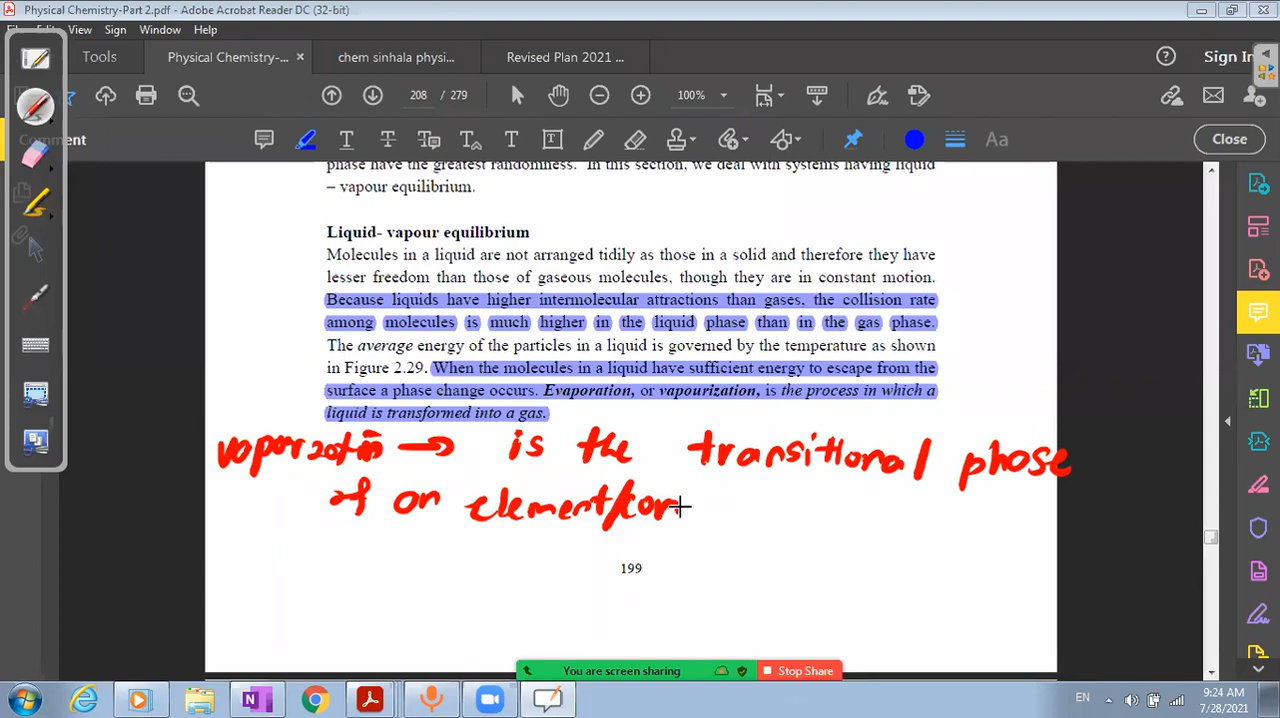 Physical Chemistry-Part 2.pdf - Adobe Acrobat Reader DC (32-bit)
View Sign Window Help
Tools Physical Chemistry-... × chem sinhala physi... Revised Plan 2021 ... Sign In
208 / 279 100%
Comment Close
phase have the greatest randomness. In this section, we deal with systems having liquid
– vapour equilibrium.
Liquid- vapour equilibrium
Molecules in a liquid are not arranged tidily as those in a solid and therefore they have
lesser freedom than those of gaseous molecules, though they are in constant motion.
Because liquids have higher intermolecular attractions than gases, the collision rate
among molecules is much higher in the liquid phase than in the gas phase.
The average energy of the particles in a liquid is governed by the temperature as shown
in Figure 2.29. When the molecules in a liquid have sufficient energy to escape from the
surface a phase change occurs. Evaporation, or vapourization, is the process in which a
liquid is transformed into a gas.
is the transitional phase
of an element/
199
You are screen sharing Stop Share
EN 9:24 AM
7/28/2021